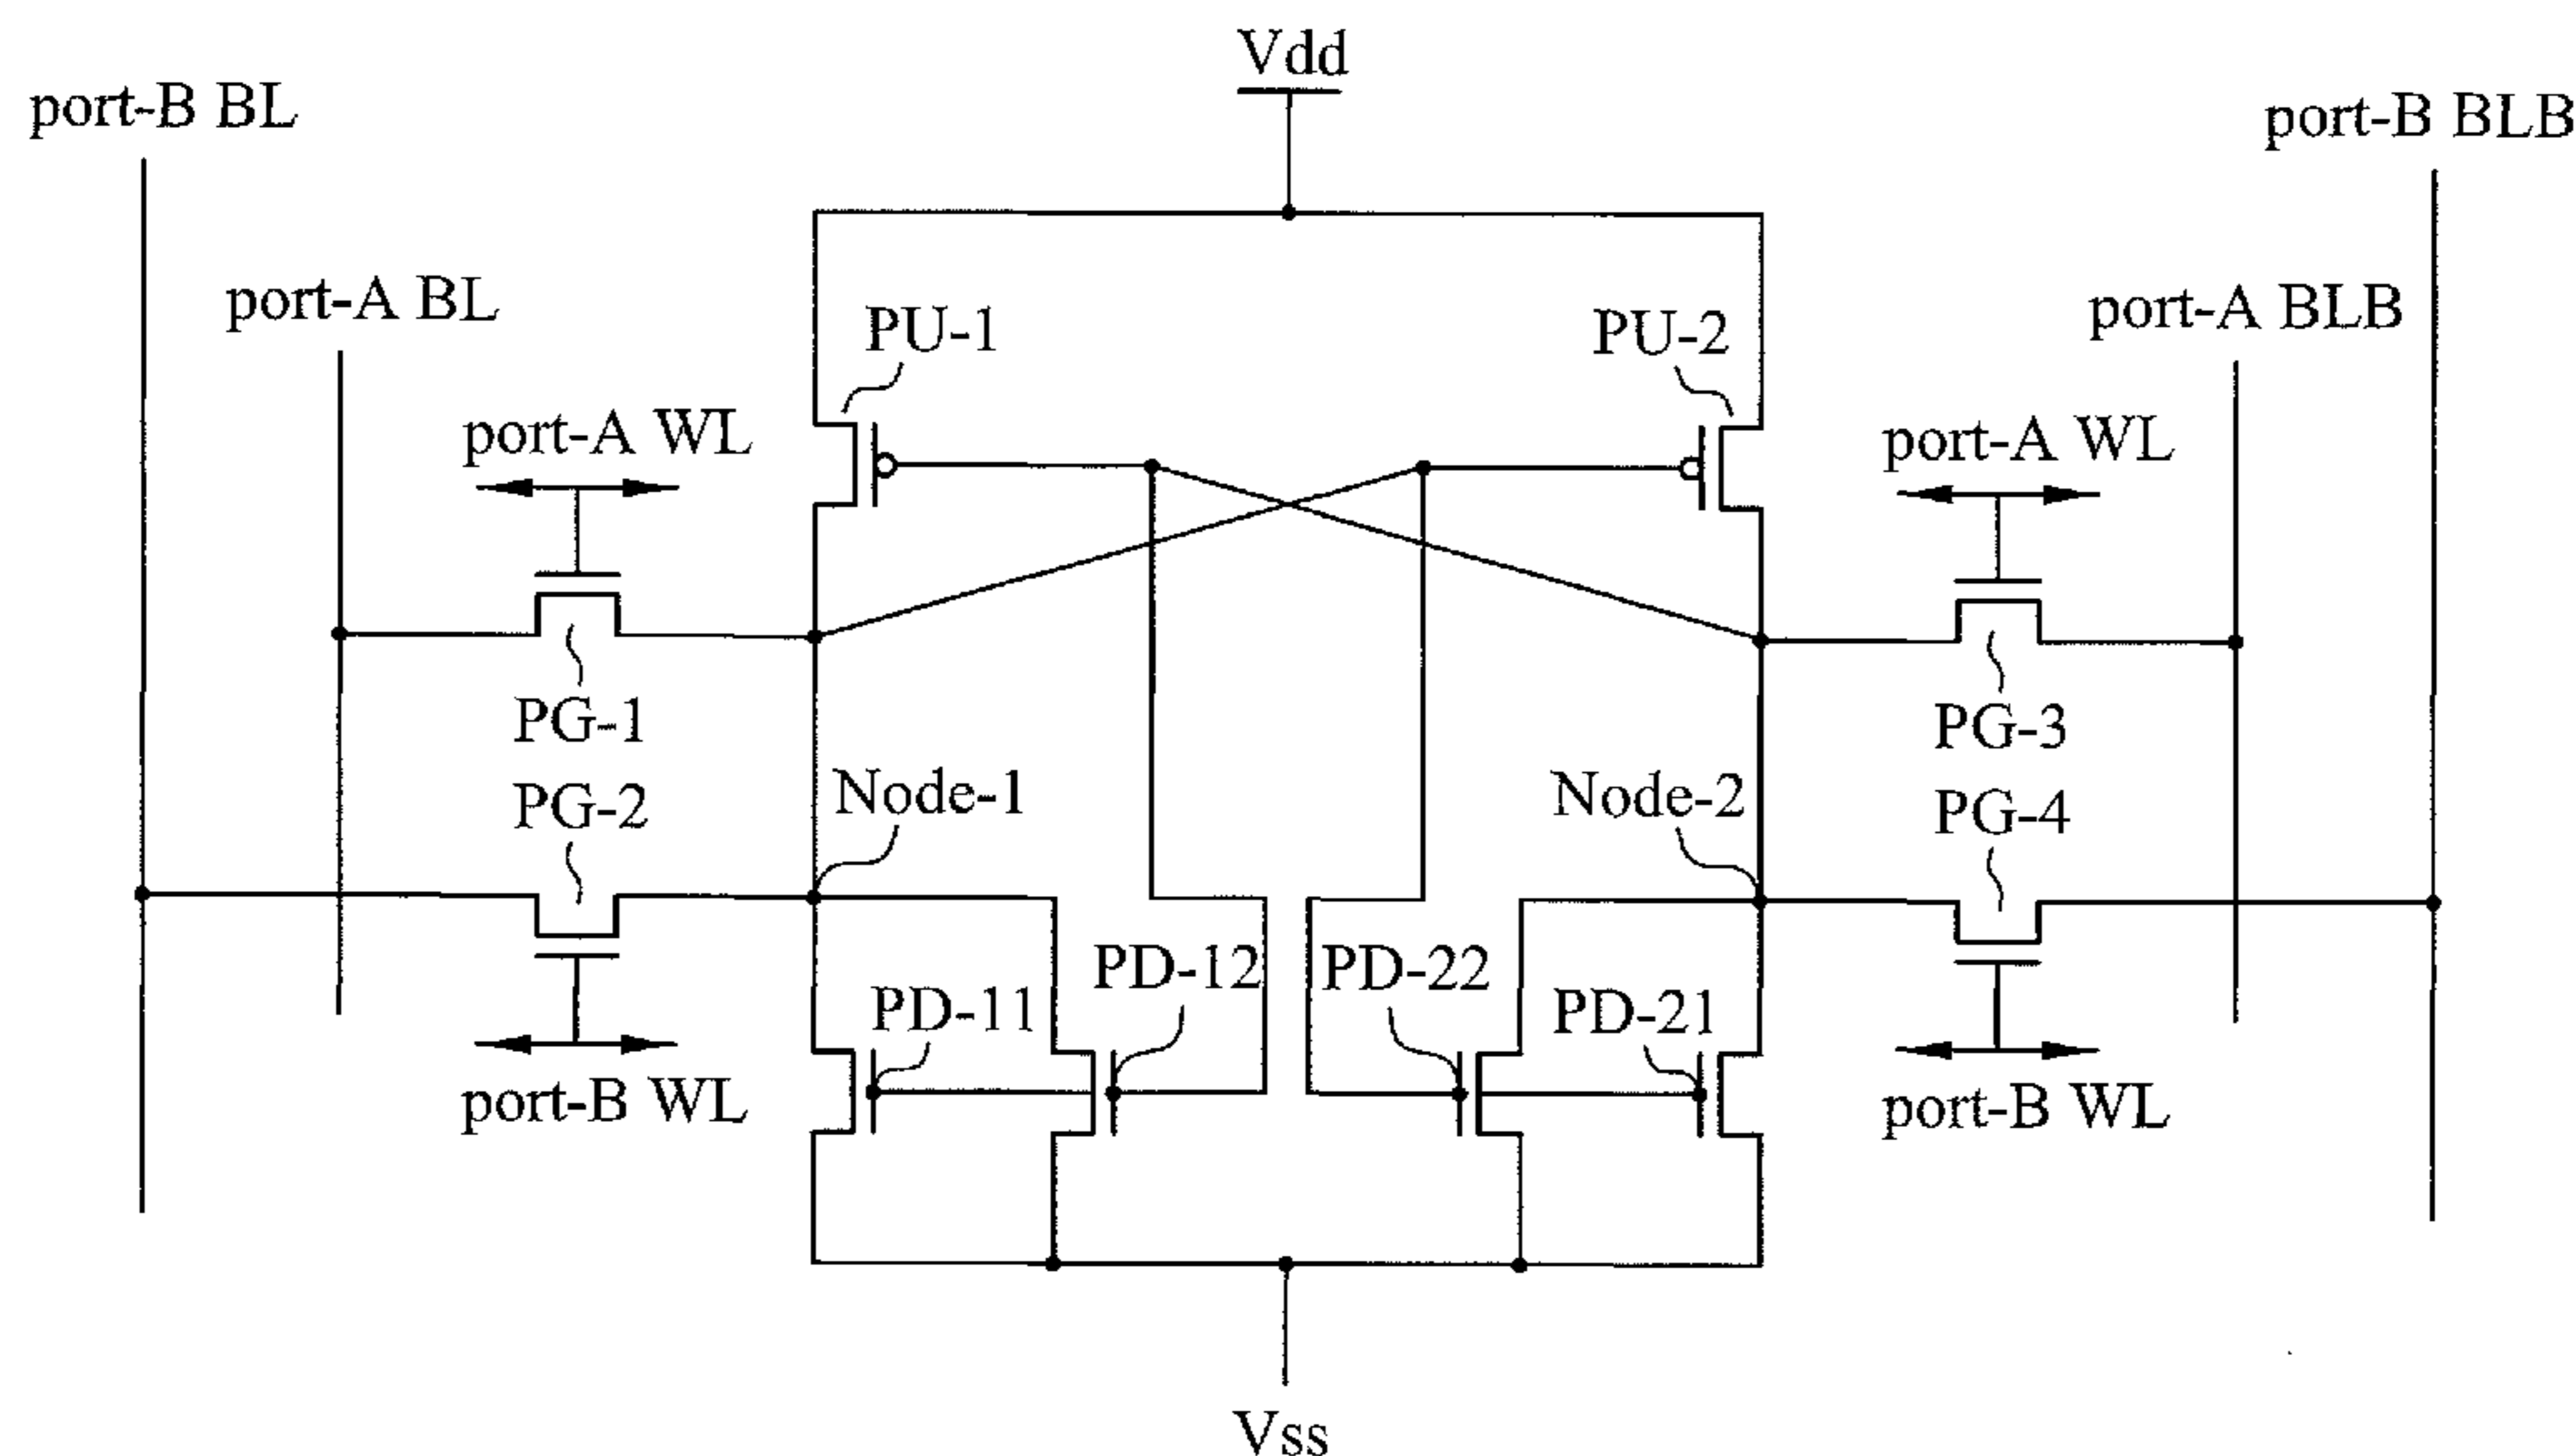 Vdd
port-B BL
port-B BLB
port-A BL
port-A BLB
PU-1
PU-2
port-A WL
port-A WL
PG-1
PG-3
Node-1
Node-2
PG-2
PG-4
PD-12
PD-22
PD-11
PD-21
port-B WL
port-B WL
Vss